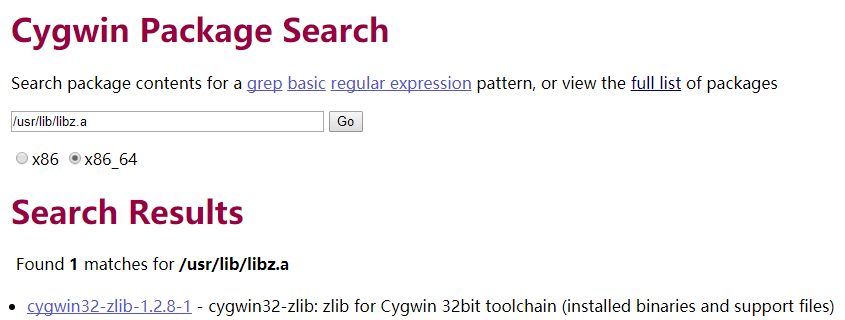 Cygwin Package Search
Search package contents for a grep basic regular expression pattern, or view the full list of packages
/usr/lib/libz.a Go
x86 x86_64
Search Results
Found 1 matches for /usr/lib/libz.a
• cygwin32-zlib-1.2.8-1 - cygwin32-zlib: zlib for Cygwin 32bit toolchain (installed binaries and support files)